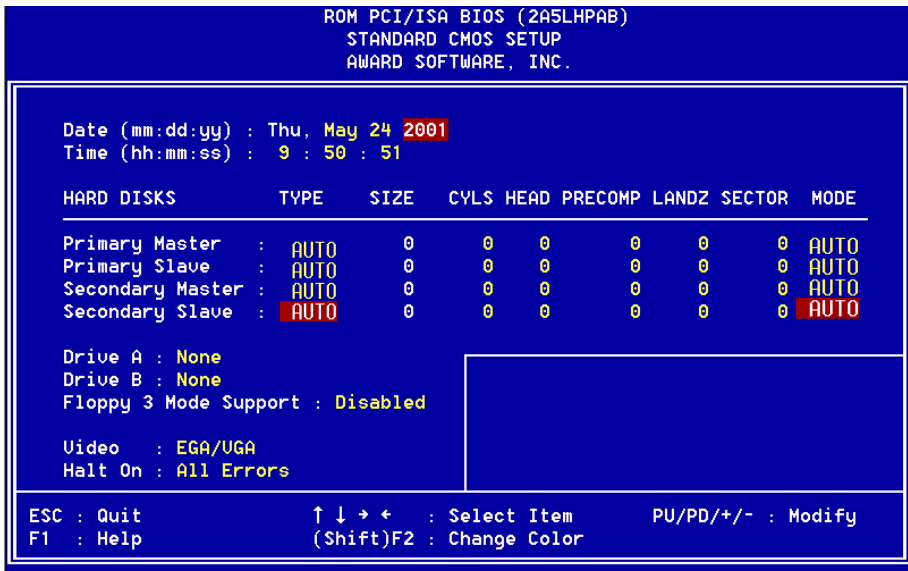 ROM PCI/ISA BIOS (2A5LHPAB)
STANDARD CMOS SETUP
AWARD SOFTWARE, INC.
Date (mm:dd:yy) : Thu, May 24 2001
Time (hh:mm:ss) : 9 : 50 : 51
HARD DISKS TYPE SIZE CYLS HEAD PRECOMP LANDZ SECTOR MODE
Primary Master : AUTO 0 0 0 0 0 0 AUTO
Primary Slave : AUTO 0 0 0 0 0 0 AUTO
Secondary Master : AUTO 0 0 0 0 0 0 AUTO
Secondary Slave : AUTO 0 0 0 0 0 0 AUTO
Drive A : None
Drive B : None
Floppy 3 Mode Support : Disabled
Video : EGA/VGA
Halt On : All Errors
ESC : Quit ↑ ↓ → ← : Select Item PU/PD/+/- : Modify
F1 : Help (Shift)F2 : Change Color